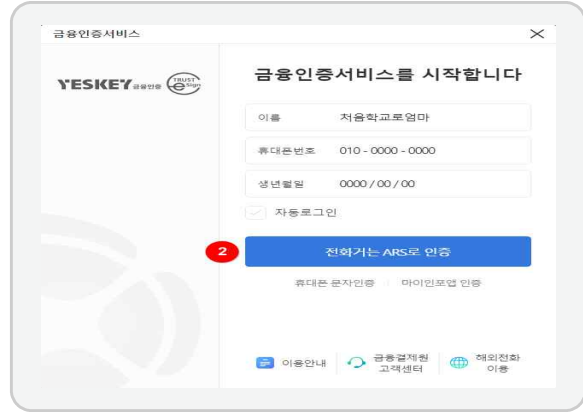 금융인증서비스
YESKEY 금융인증 TRUST e Sign
금융인증서비스를 시작합니다
이름 처음학교로엄마
휴대폰번호 010 - 0000 - 0000
생년월일 0000 / 00 / 00
자동로그인
2 전화거는 ARS로 인증
휴대폰 문자인증 마이인포앱 인증
이용안내 금융결제원 고객센터 해외전화 이용